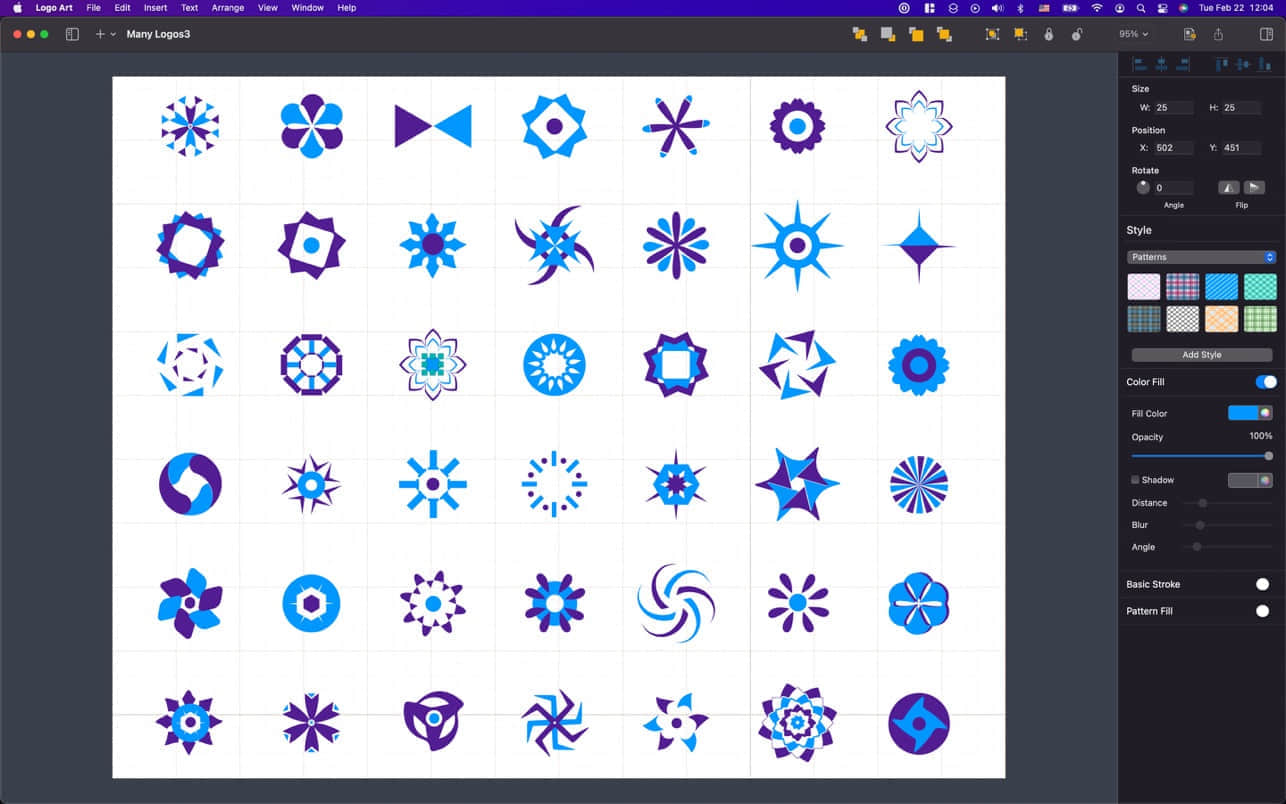 Logo Art File Edit Insert Text Arrange View Window Help Tue Feb 22 12:04
Many Logos3 95%
Size
W: 25 H: 25
Position
X: 502 Y: 451
Rotate
0
Angle Flip
Style
Patterns
Add Style
Color Fill
Fill Color
Opacity 100%
Shadow
Distance
Blur
Angle
Basic Stroke
Pattern Fill